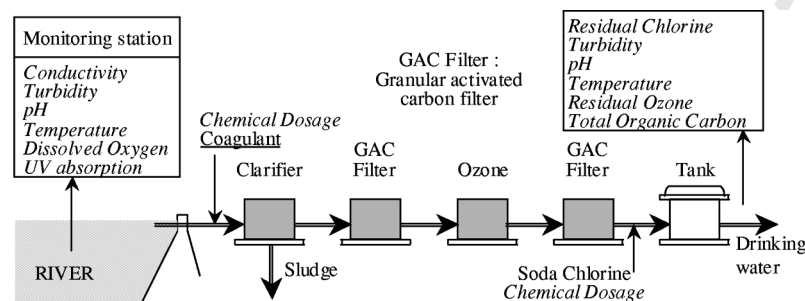 Monitoring station
Conductivity
Turbidity
pH
Temperature
Dissolved Oxygen
UV absorption
RIVER
Chemical Dosage
Coagulant
Clarifier
Sludge
GAC
Filter
GAC Filter :
Granular activated
carbon filter
Ozone
GAC
Filter
Soda Chlorine
Chemical Dosage
Residual Chlorine
Turbidity
pH
Temperature
Residual Ozone
Total Organic Carbon
Tank
Drinking
water